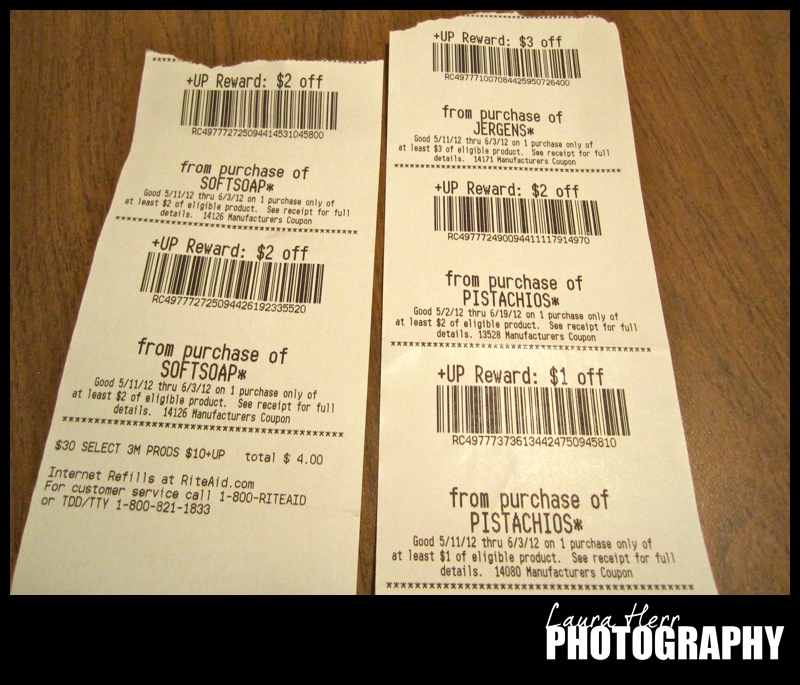 +UP Reward: $2 off
RC4977727250944145310​45800
from purchase of
SOFTSOAP*
Good 5/11/12 thru 6/3/12 on 1 purchase only of
at least $2 of eligible product. See receipt for full
details. 14126 Manufacturers Coupon
+UP Reward: $2 off
RC497772725094426192335520
from purchase of
SOFTSOAP*
Good 5/11/12 thru 6/3/12 on 1 purchase only of
at least $2 of eligible product. See receipt for full
details. 14126 Manufacturers Coupon
$30 SELECT 3M PRODS $10+UP total $ 4.00
Internet Refills at RiteAid.com
For customer service call 1-800-RITEAID
or TDD/TTY 1-800-821-1833
+UP Reward: $3 off
RC497771007084425950726400
from purchase of
JERGENS*
Good 5/11/12 thru 6/3/12 on 1 purchase only of
at least $3 of eligible product. See receipt for full
details. 14171 Manufacturers Coupon
+UP Reward: $2 off
RC497772490094411117914970
from purchase of
PISTACHIOS*
Good 5/2/12 thru 6/19/12 on 1 purchase only of
at least $2 of eligible product. See receipt for full
details. 13528 Manufacturers Coupon
+UP Reward: $1 off
RC497773736134424750945810
from purchase of
PISTACHIOS*
Good 5/11/12 thru 6/3/12 on 1 purchase only of
at least $1 of eligible product. See receipt for full
details. 14080 Manufacturers Coupon
Laura Herr
PHOTOGRAPHY